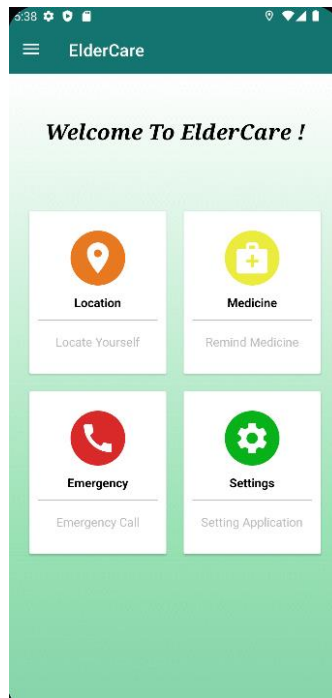 5:38
ElderCare
Welcome To ElderCare !
Location
Medicine
Locate Yourself
Remind Medicine
Emergency
Settings
Emergency Call
Setting Application